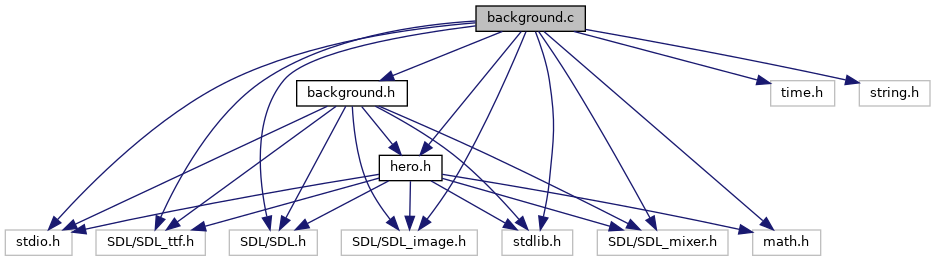 background.c
background.h
time.h
string.h
hero.h
stdio.h
SDL/SDL_ttf.h
SDL/SDL.h
SDL/SDL_image.h
stdlib.h
SDL/SDL_mixer.h
math.h